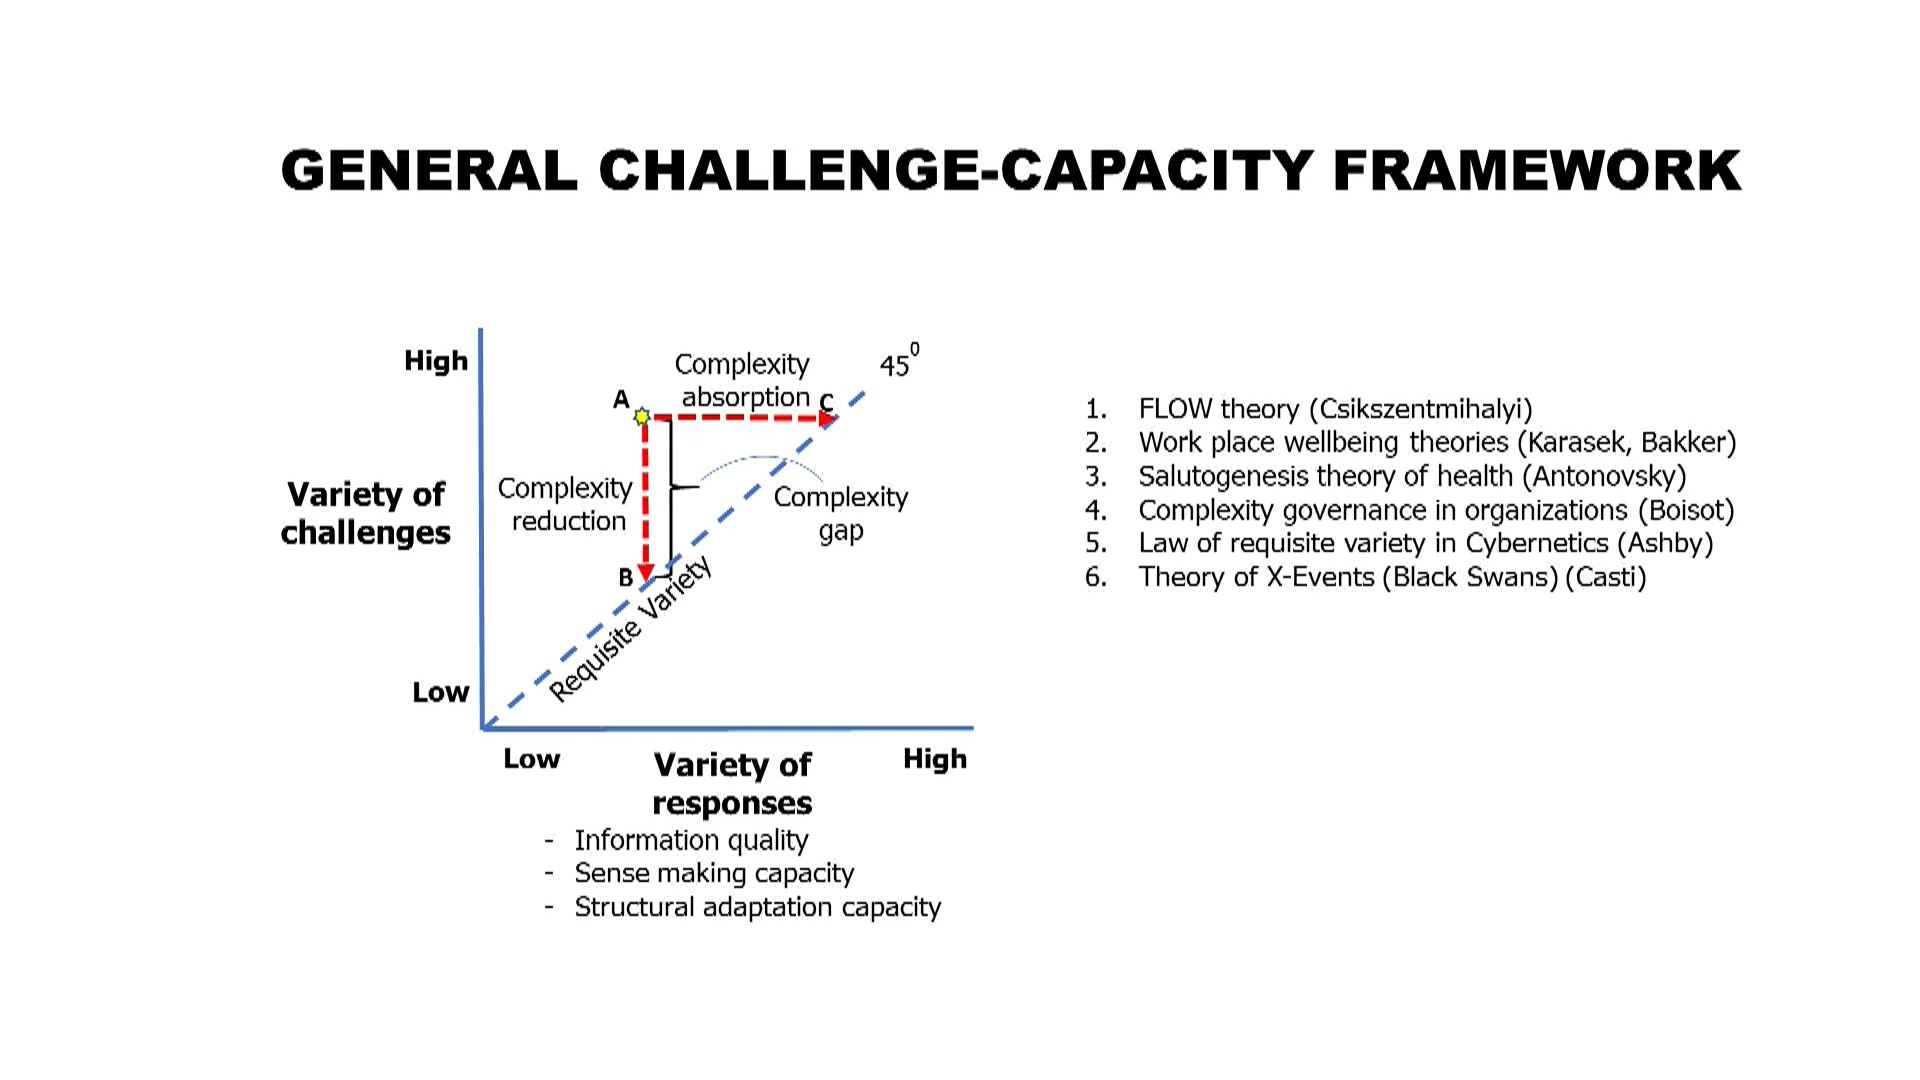 GENERAL CHALLENGE-CAPACITY FRAMEWORK
High
Complexity
absorption
45⁰
A
C
Variety of
challenges
Complexity
reduction
Complexity
gap
B
Requisite Variety
Low
Low
Variety of
responses
High
- Information quality
- Sense making capacity
- Structural adaptation capacity
1. FLOW theory (Csikszentmihalyi)
2. Work place wellbeing theories (Karasek, Bakker)
3. Salutogenesis theory of health (Antonovsky)
4. Complexity governance in organizations (Boisot)
5. Law of requisite variety in Cybernetics (Ashby)
6. Theory of X-Events (Black Swans) (Casti)